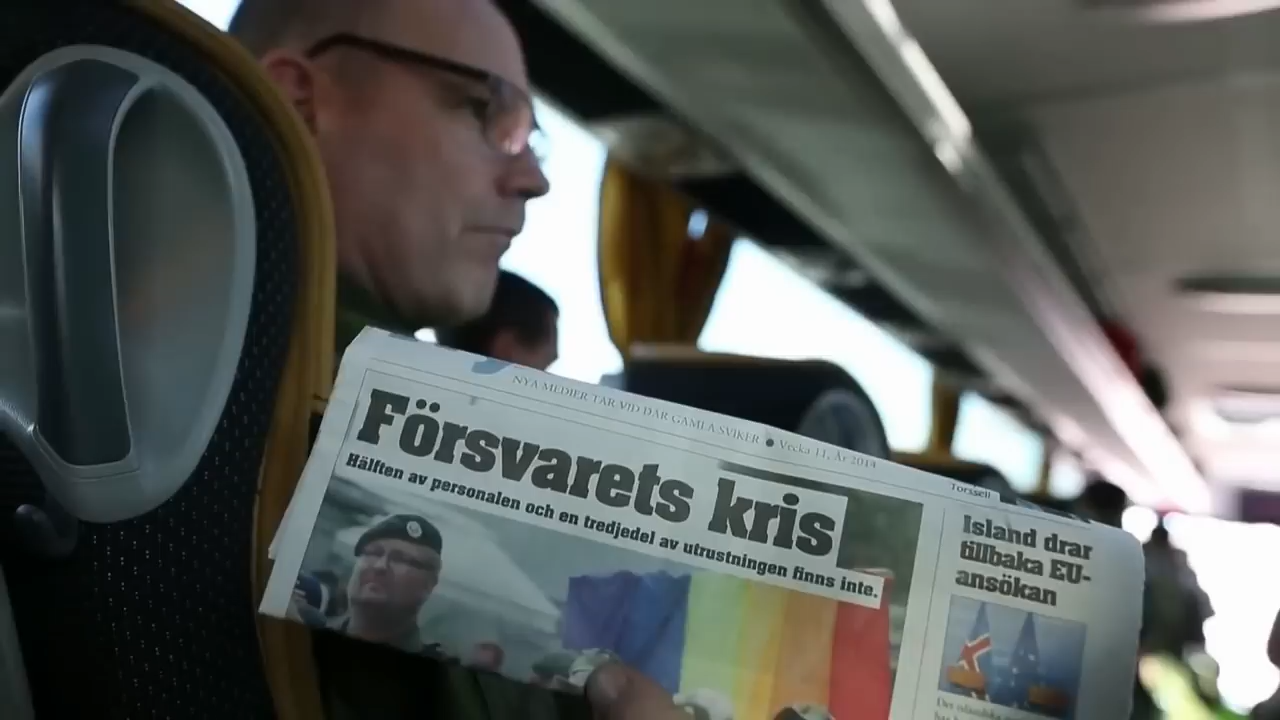 NYA MEDIER TAR VID DÄR GAMLA SVIKER ● Vecka 11, År 2014
Försvarets kris
Hälften av personalen och en tredjedel av utrustningen finns inte.
Torssell
Island drar
tillbaka EU-
ansökan